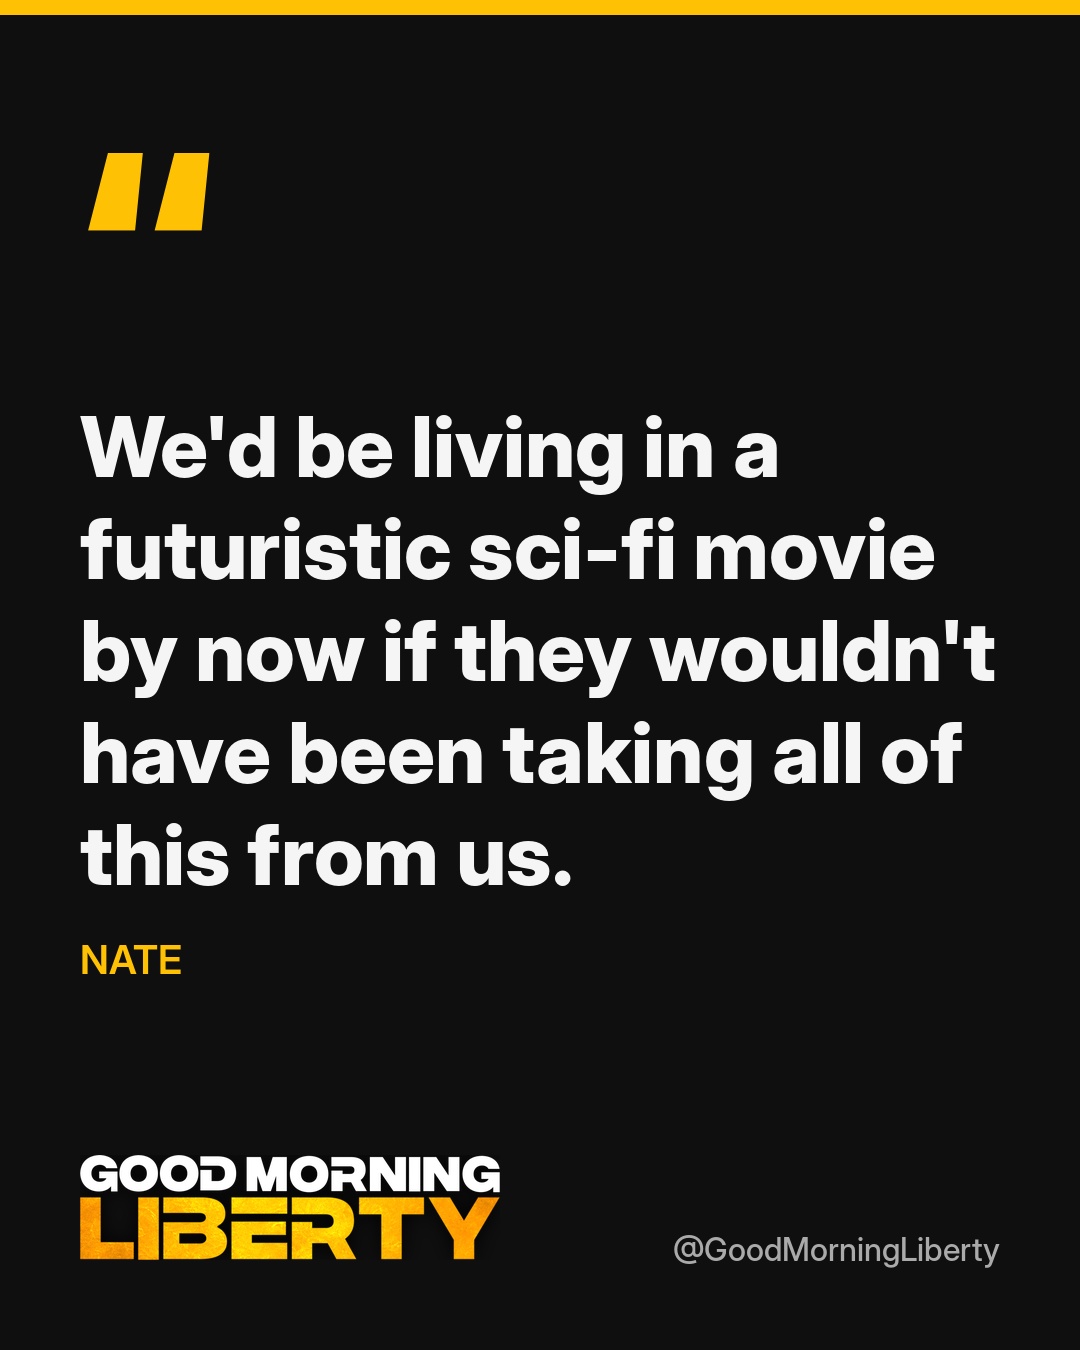 "
We'd be living in a
futuristic sci-fi movie
by now if they wouldn't
have been taking all of
this from us.
NATE
GOOD MORNING
LIBERTY
@GoodMorningLiberty